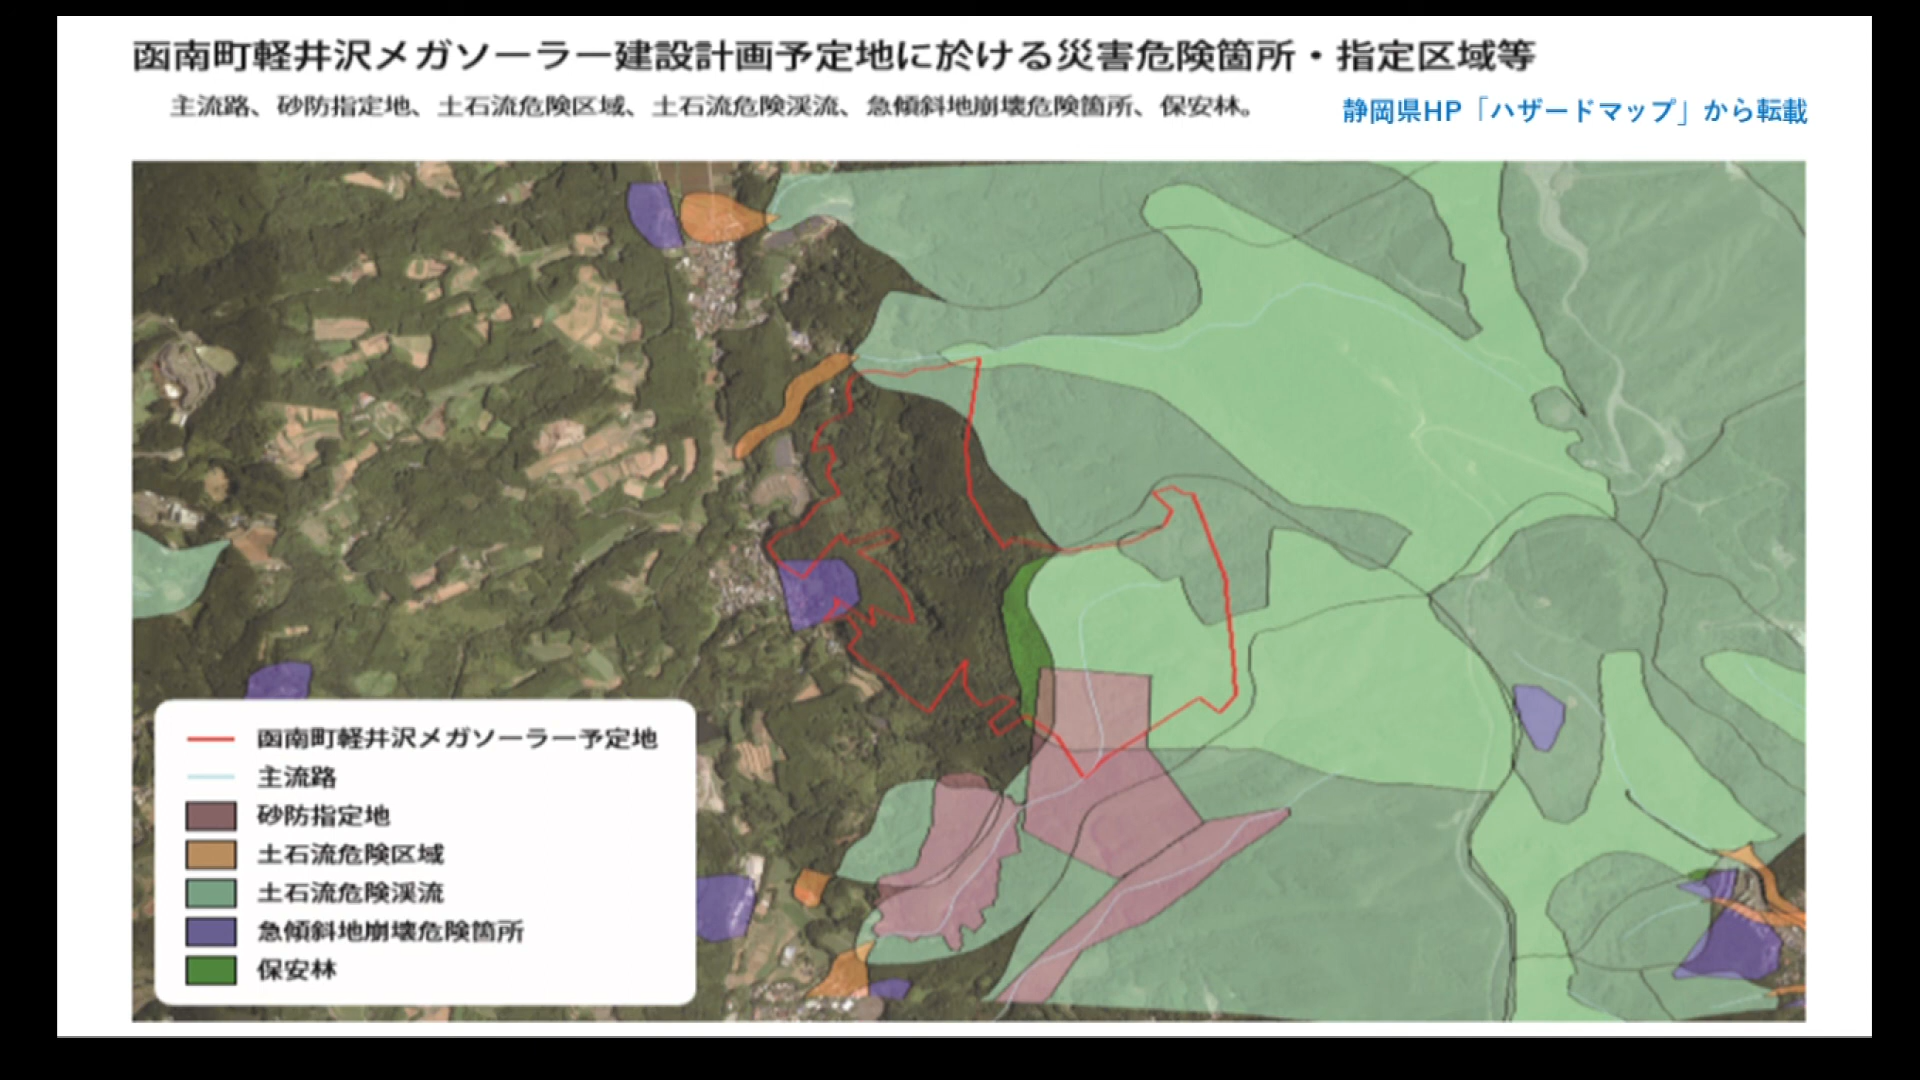 函南町軽井沢メガソーラー建設計画予定地に於ける災害危険箇所・指定区域等
主流路、砂防指定地、土石流危険区域、土石流危険渓流、急傾斜地崩壊危険箇所、保安林。
静岡県HP「ハザードマップ」から転載
函南町軽井沢メガソーラー予定地
主流路
砂防指定地
土石流危険区域
土石流危険渓流
急傾斜地崩壊危険箇所
保安林